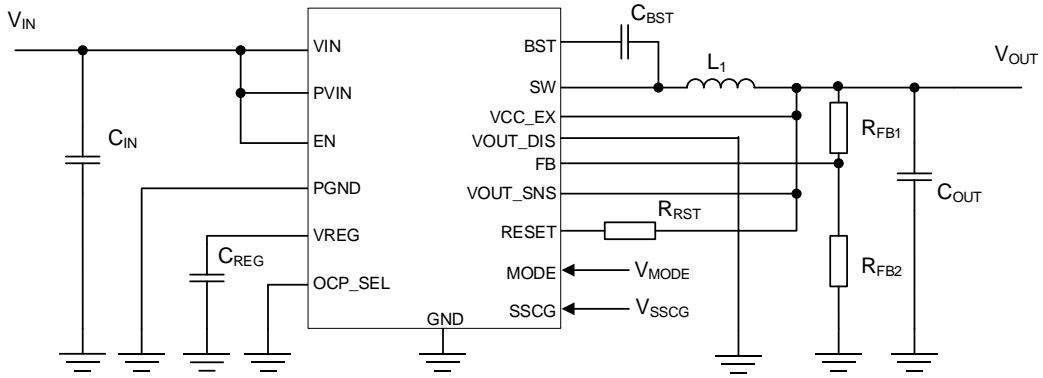 VIN
CIN
VIN
PVIN
EN
PGND
VREG
OCP_SEL
CREG
GND
BST
SW
VCC_EX
VOUT_DIS
FB
VOUT_SNS
RESET
MODE
SSCG
CBST
L1
RRST
VMODE
VSSCG
VOUT
RFB1
RFB2
COUT